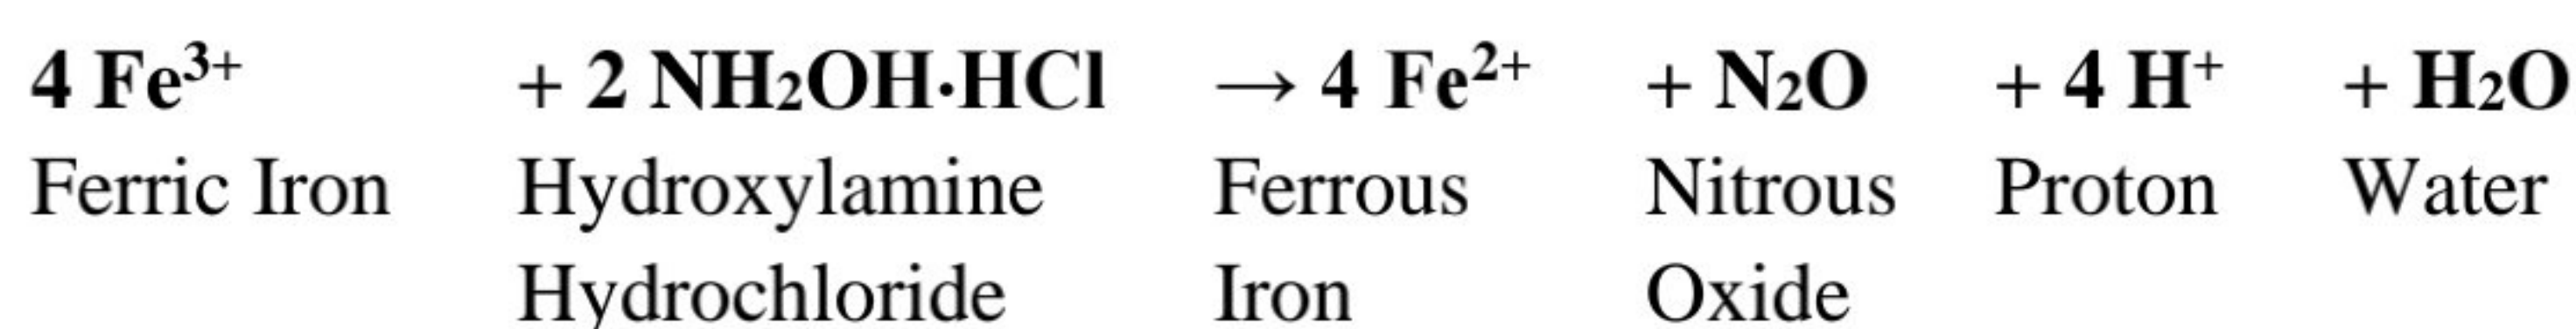 4 Fe³⁺ + 2 NH₂OH·HCl → 4 Fe²⁺ + N₂O + 4 H⁺ + H₂O
Ferric Iron Hydroxylamine Ferrous Nitrous Proton Water
Hydrochloride Iron Oxide